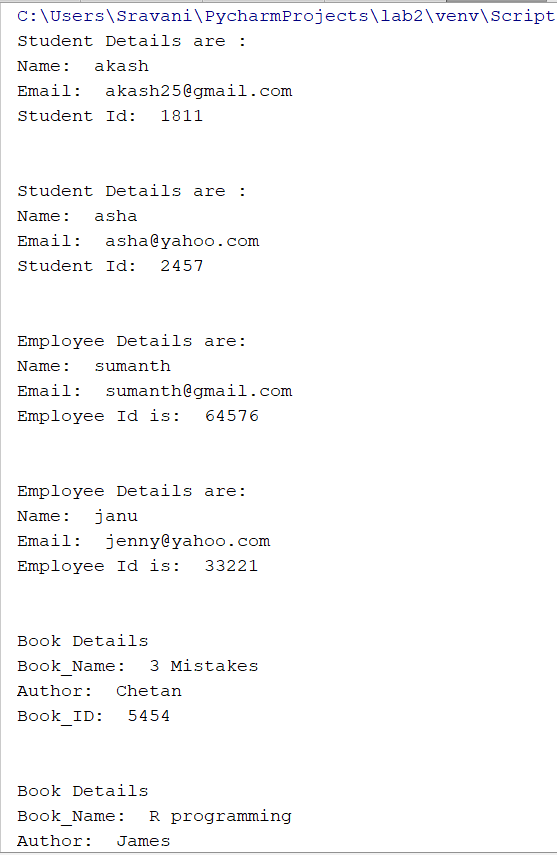 C:\Users\Sravani\PycharmProjects\lab2\venv\Script
Student Details are :
Name:  akash
Email:  akash25@gmail.com
Student Id:  1811
Student Details are :
Name:  asha
Email:  asha@yahoo.com
Student Id:  2457
Employee Details are:
Name:  sumanth
Email:  sumanth@gmail.com
Employee Id is:  64576
Employee Details are:
Name:  janu
Email:  jenny@yahoo.com
Employee Id is:  33221
Book Details
Book_Name:  3 Mistakes
Author:  Chetan
Book_ID:  5454
Book Details
Book_Name:  R programming
Author:  James